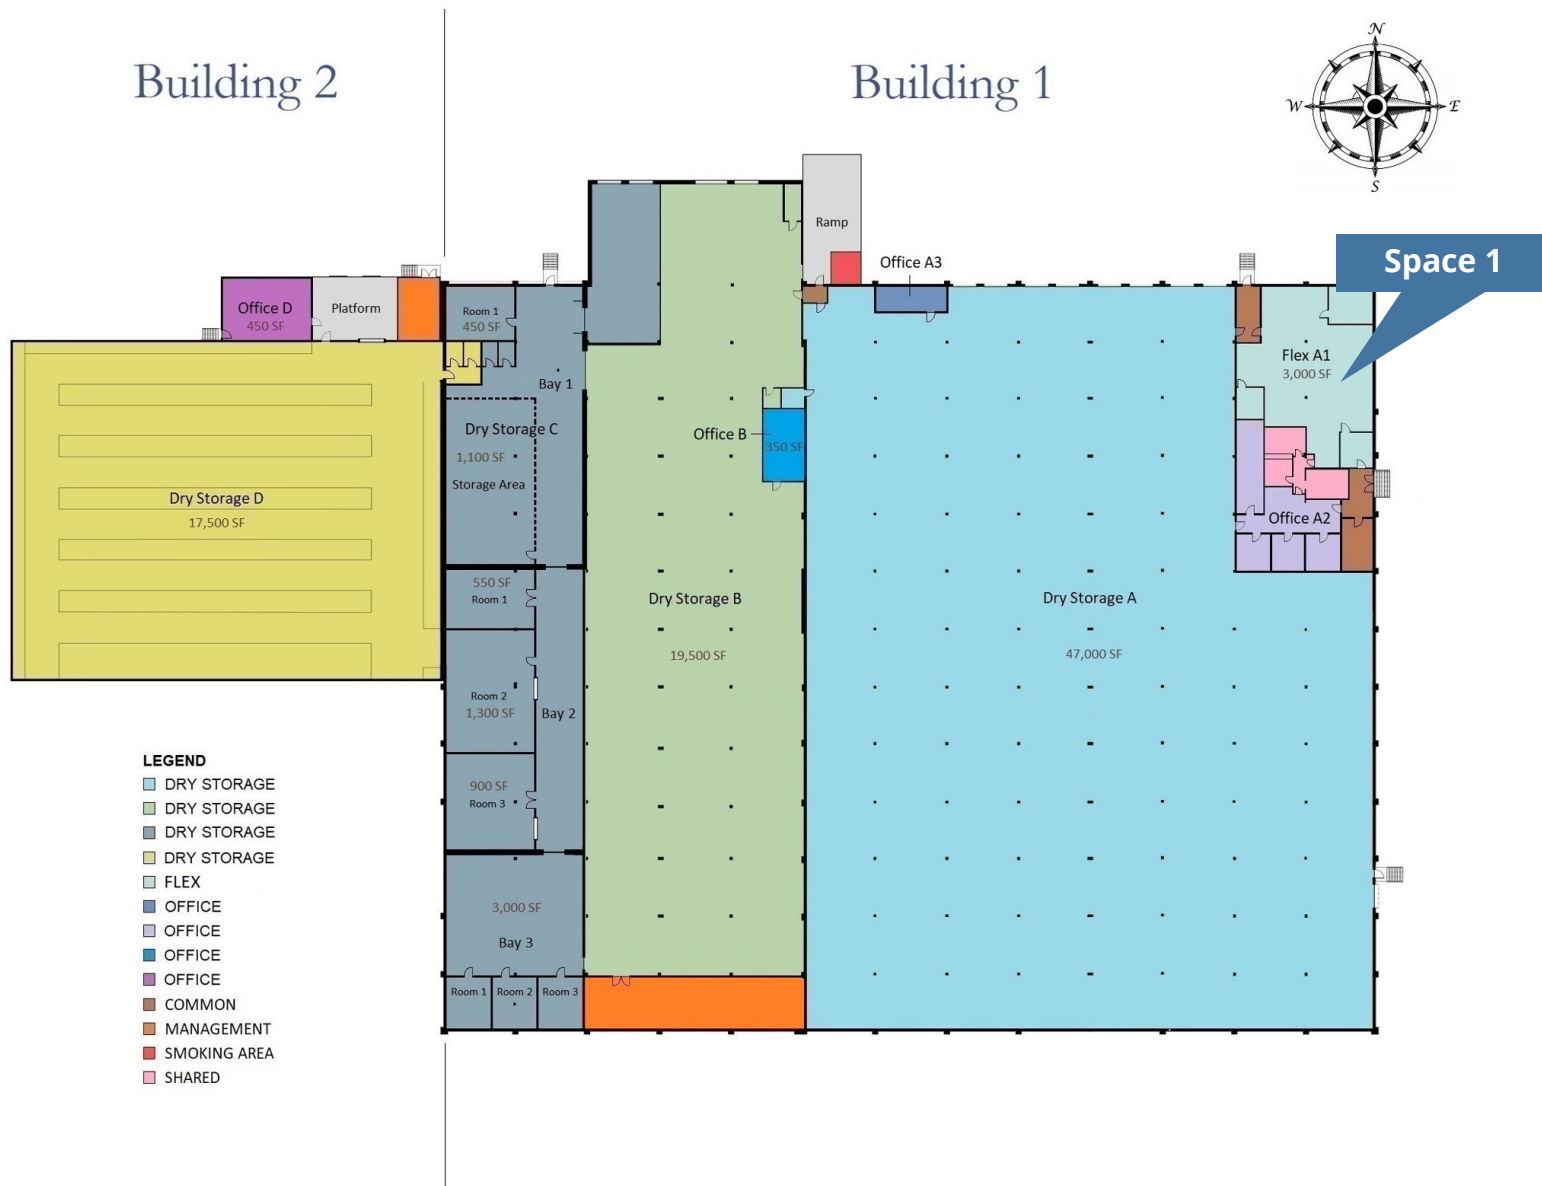 Building 2
Building 1
N
W
E
S
Space 1
Ramp
Office A3
Office D
450 SF
Platform
Room 1
450 SF
Bay 1
Flex A1
3,000 SF
Dry Storage C
1,100 SF
Storage Area
Office B
350 SF
Dry Storage D
17,500 SF
Office A2
550 SF
Room 1
Dry Storage B
19,500 SF
Dry Storage A
47,000 SF
Room 2
1,300 SF
Bay 2
900 SF
Room 3
3,000 SF
Bay 3
Room 1
Room 2
Room 3
LEGEND
DRY STORAGE
DRY STORAGE
DRY STORAGE
DRY STORAGE
FLEX
OFFICE
OFFICE
OFFICE
OFFICE
COMMON
MANAGEMENT
SMOKING AREA
SHARED